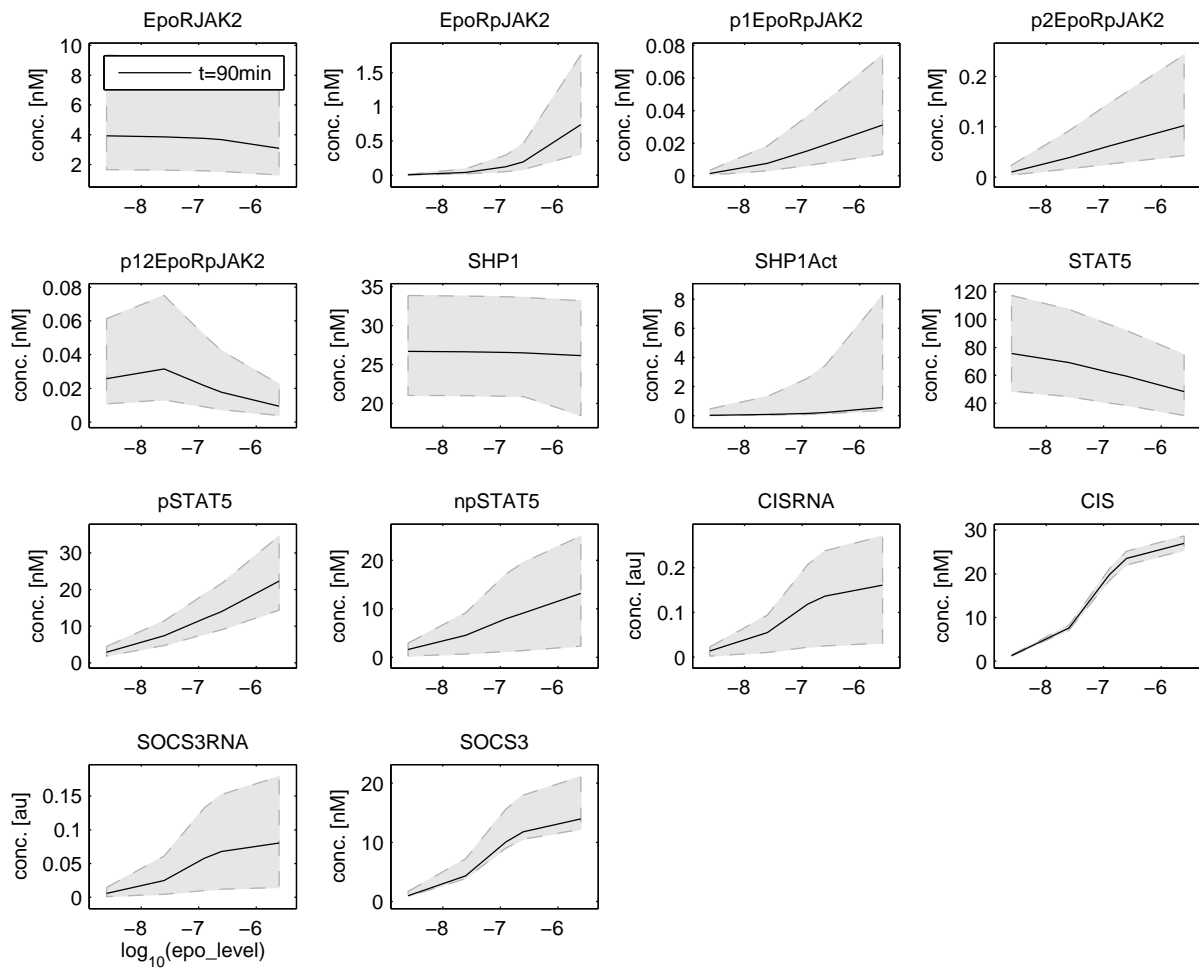 EpoRJAK2
EpoRpJAK2
p1EpoRpJAK2
p2EpoRpJAK2
conc. [nM]
10
8
6
4
2
t=90min
−8 −7 −6
conc. [nM]
1.5
1
0.5
0
−8 −7 −6
conc. [nM]
0.08
0.06
0.04
0.02
0
−8 −7 −6
conc. [nM]
0.2
0.1
0
−8 −7 −6
p12EpoRpJAK2
SHP1
SHP1Act
STAT5
conc. [nM]
0.08
0.06
0.04
0.02
0
−8 −7 −6
conc. [nM]
35
30
25
20
−8 −7 −6
conc. [nM]
8
6
4
2
0
−8 −7 −6
conc. [nM]
120
100
80
60
40
−8 −7 −6
pSTAT5
npSTAT5
CISRNA
CIS
conc. [nM]
30
20
10
0
−8 −7 −6
conc. [nM]
20
10
0
−8 −7 −6
conc. [au]
0.2
0.1
0
−8 −7 −6
conc. [nM]
30
20
10
0
−8 −7 −6
SOCS3RNA
SOCS3
conc. [au]
0.15
0.1
0.05
0
−8 −7 −6
log10(epo_level)
conc. [nM]
20
10
0
−8 −7 −6